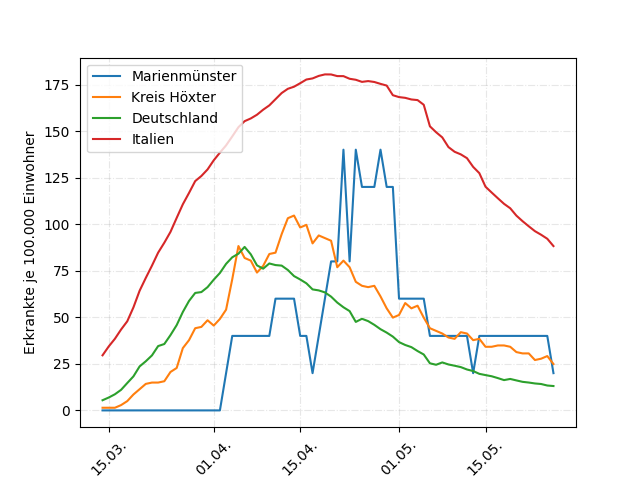 Marienmünster
Kreis Höxter
Deutschland
Italien
Erkrankte je 100.000 Einwohner
175
150
125
100
75
50
25
0
15.03.
01.04.
15.04.
01.05.
15.05.